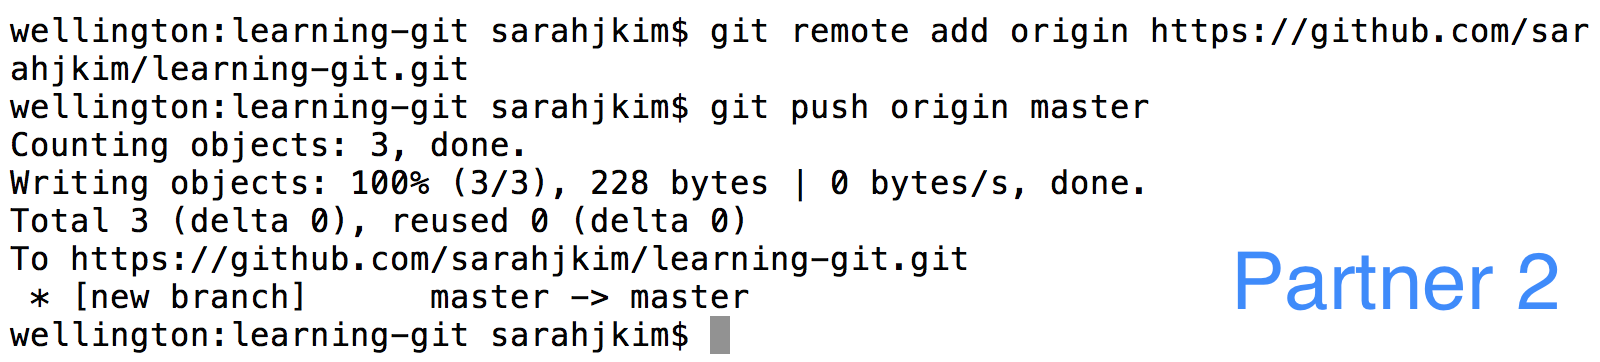 wellington:learning-git sarahjkim$ git remote add origin https://github.com/sar
ahjkim/learning-git.git
wellington:learning-git sarahjkim$ git push origin master
Counting objects: 3, done.
Writing objects: 100% (3/3), 228 bytes | 0 bytes/s, done.
Total 3 (delta 0), reused 0 (delta 0)
To https://github.com/sarahjkim/learning-git.git
 * [new branch]      master -> master
wellington:learning-git sarahjkim$
Partner 2